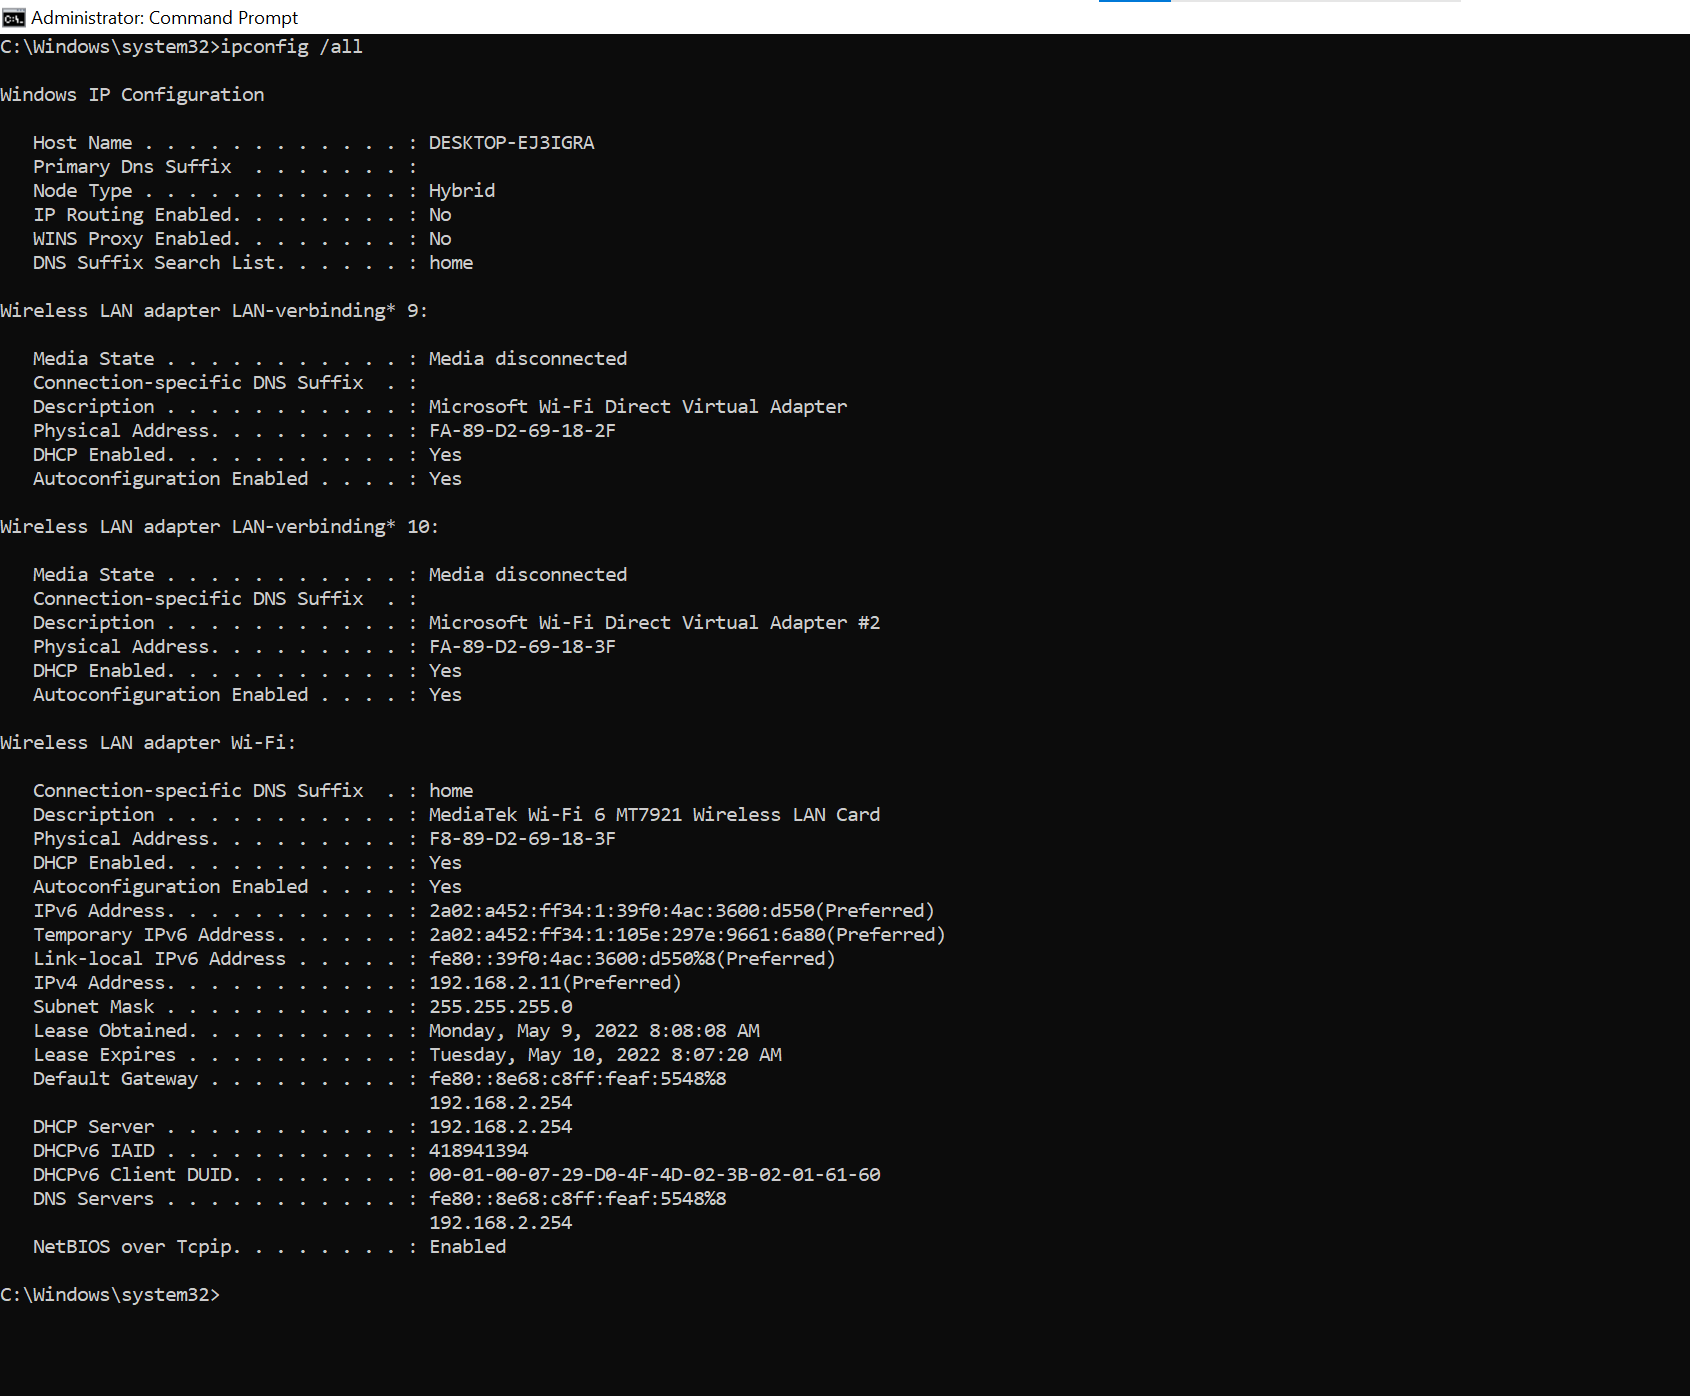 Administrator: Command Prompt
C:\Windows\system32>ipconfig /all
Windows IP Configuration
Host Name . . . . . . . . . . . . : DESKTOP-EJ3IGRA
Primary Dns Suffix  . . . . . . . :
Node Type . . . . . . . . . . . . : Hybrid
IP Routing Enabled. . . . . . . . : No
WINS Proxy Enabled. . . . . . . . : No
DNS Suffix Search List. . . . . . : home
Wireless LAN adapter LAN-verbinding* 9:
Media State . . . . . . . . . . . : Media disconnected
Connection-specific DNS Suffix  . :
Description . . . . . . . . . . . : Microsoft Wi-Fi Direct Virtual Adapter
Physical Address. . . . . . . . . : FA-89-D2-69-18-2F
DHCP Enabled. . . . . . . . . . . : Yes
Autoconfiguration Enabled . . . . : Yes
Wireless LAN adapter LAN-verbinding* 10:
Media State . . . . . . . . . . . : Media disconnected
Connection-specific DNS Suffix  . :
Description . . . . . . . . . . . : Microsoft Wi-Fi Direct Virtual Adapter #2
Physical Address. . . . . . . . . : FA-89-D2-69-18-3F
DHCP Enabled. . . . . . . . . . . : Yes
Autoconfiguration Enabled . . . . : Yes
Wireless LAN adapter Wi-Fi:
Connection-specific DNS Suffix  . : home
Description . . . . . . . . . . . : MediaTek Wi-Fi 6 MT7921 Wireless LAN Card
Physical Address. . . . . . . . . : F8-89-D2-69-18-3F
DHCP Enabled. . . . . . . . . . . : Yes
Autoconfiguration Enabled . . . . : Yes
IPv6 Address. . . . . . . . . . . : 2a02:a452:ff34:1:39f0:4ac:3600:d550(Preferred)
Temporary IPv6 Address. . . . . . : 2a02:a452:ff34:1:105e:297e:9661:6a80(Preferred)
Link-local IPv6 Address . . . . . : fe80::39f0:4ac:3600:d550%8(Preferred)
IPv4 Address. . . . . . . . . . . : 192.168.2.11(Preferred)
Subnet Mask . . . . . . . . . . . : 255.255.255.0
Lease Obtained. . . . . . . . . . : Monday, May 9, 2022 8:08:08 AM
Lease Expires . . . . . . . . . . : Tuesday, May 10, 2022 8:07:20 AM
Default Gateway . . . . . . . . . : fe80::8e68:c8ff:feaf:5548%8
192.168.2.254
DHCP Server . . . . . . . . . . . : 192.168.2.254
DHCPv6 IAID . . . . . . . . . . . : 418941394
DHCPv6 Client DUID. . . . . . . . : 00-01-00-07-29-D0-4F-4D-02-3B-02-01-61-60
DNS Servers . . . . . . . . . . . : fe80::8e68:c8ff:feaf:5548%8
192.168.2.254
NetBIOS over Tcpip. . . . . . . . : Enabled
C:\Windows\system32>